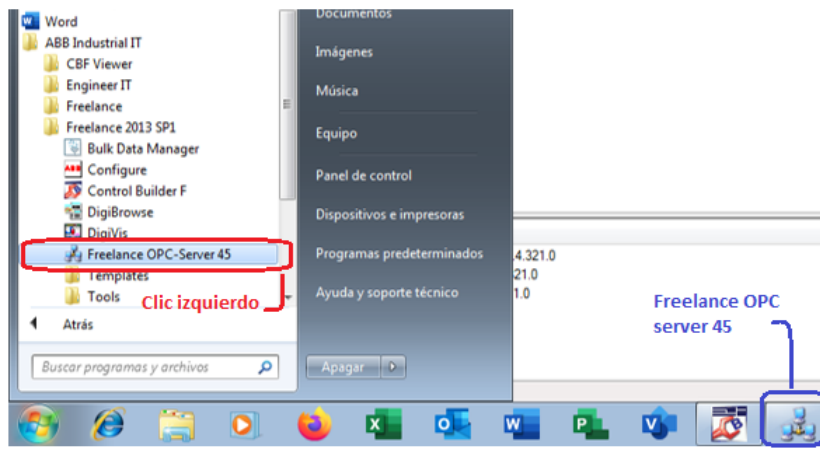 Word
ABB Industrial IT
CBF Viewer
Engineer IT
Freelance
Freelance 2013 SP1
Bulk Data Manager
Configure
Control Builder F
DigiBrowse
DigiVis
Freelance OPC-Server 45
Templates
Tools
Clic izquierdo
Atrás
Buscar programas y archivos
Documentos
Imágenes
Música
Equipo
Panel de control
Dispositivos e impresoras
Programas predeterminados
Ayuda y soporte técnico
Apagar
.4.321.0
21.0
1.0
Freelance OPC
server 45